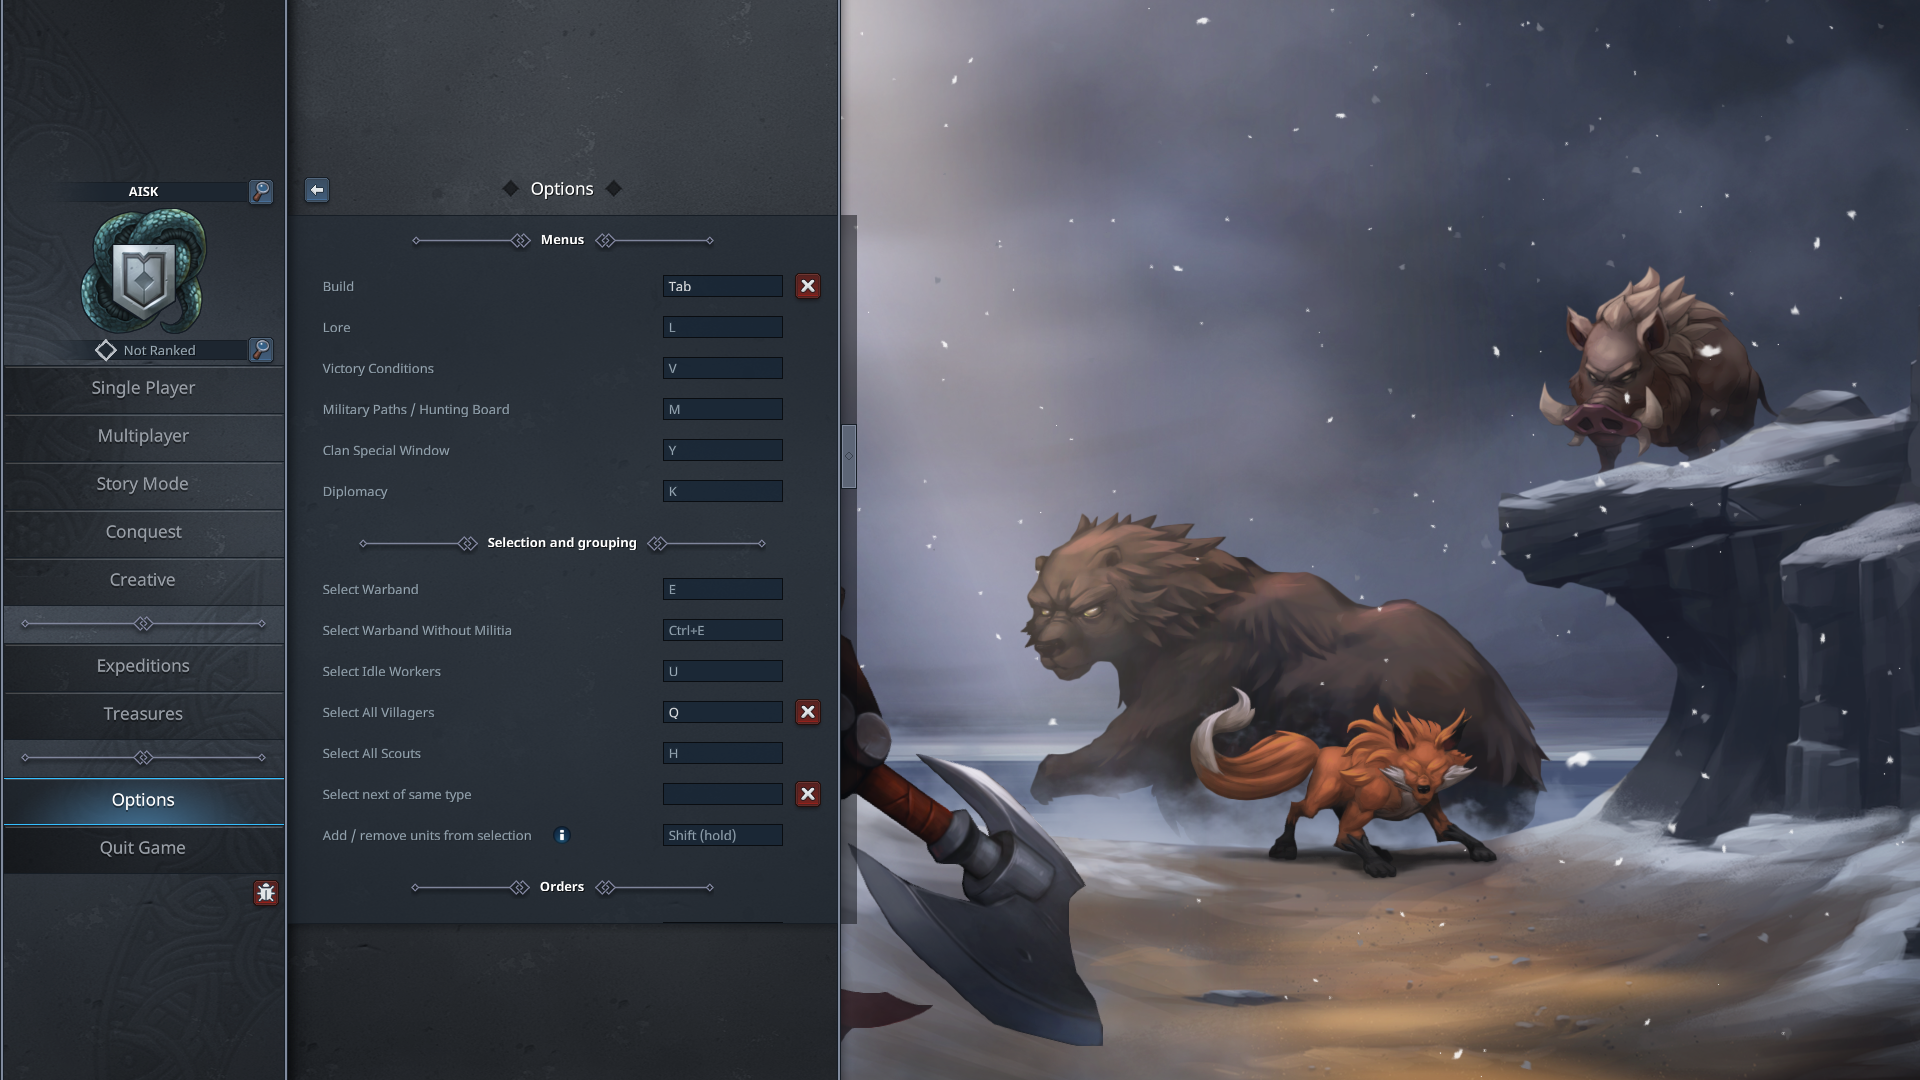 AISK
Not Ranked
Single Player
Multiplayer
Story Mode
Conquest
Creative
Expeditions
Treasures
Options
Quit Game
Options
Menus
Build Tab
Lore L
Victory Conditions V
Military Paths / Hunting Board M
Clan Special Window Y
Diplomacy K
Selection and grouping
Select Warband E
Select Warband Without Militia Ctrl+E
Select Idle Workers U
Select All Villagers Q
Select All Scouts H
Select next of same type
Add / remove units from selection Shift (hold)
Orders